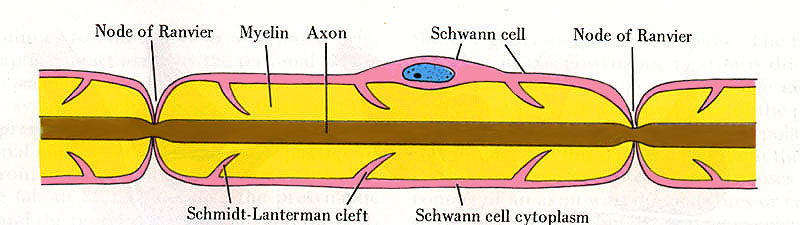 Node of Ranvier
Myelin
Axon
Schwann cell
Node of Ranvier
Schmidt-Lanterman cleft
Schwann cell cytoplasm